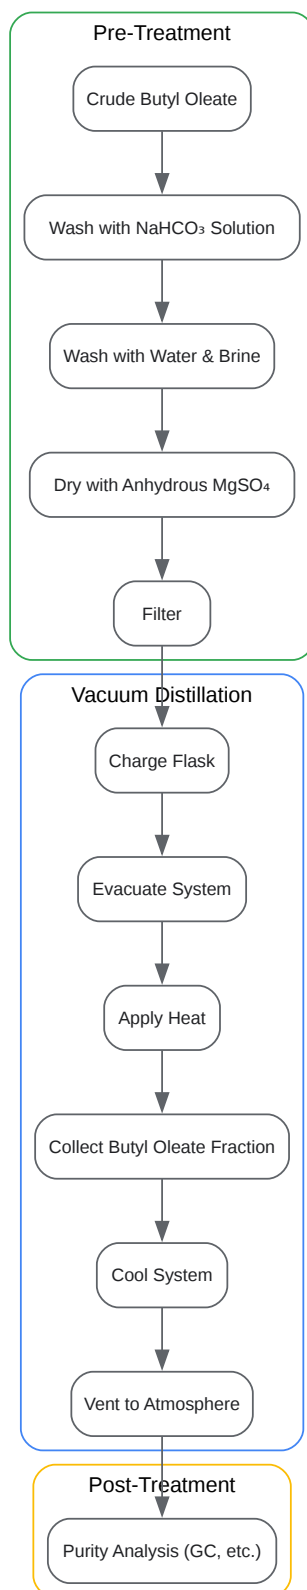 Pre-Treatment
Crude Butyl Oleate
Wash with NaHCO₃ Solution
Wash with Water & Brine
Dry with Anhydrous MgSO₄
Filter
Vacuum Distillation
Charge Flask
Evacuate System
Apply Heat
Collect Butyl Oleate Fraction
Cool System
Vent to Atmosphere
Post-Treatment
Purity Analysis (GC, etc.)